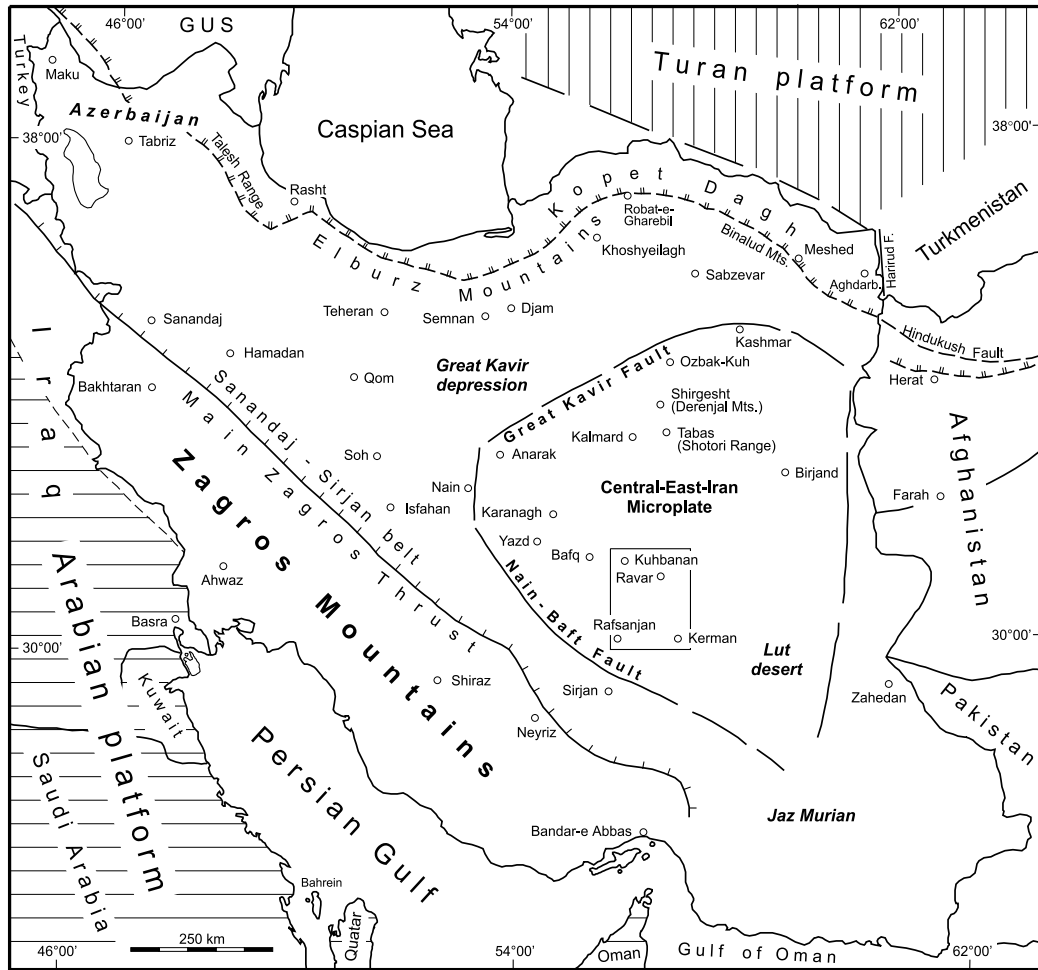 46°00'
GUS
54°00'
62°00'
Turkey
Maku
Turan platform
Azerbaijan
Caspian Sea
38°00'
38°00'
Tabriz
Talesh Range
Rasht
Kopet Dagh
Robat-e-
Gharebil
Turkmenistan
Elburz Mountains
Khoshyeilagh
Binalud Mts.
Meshed
Harirud F.
Sabzevar
Aghdarb.
Teheran
Semnan
Djam
Sanandaj
Kashmar
Hindukush Fault
Iraq
Hamadan
Great Kavir
depression
Great Kavir Fault
Ozbak-Kuh
Herat
Bakhtaran
Qom
Sanandaj - Sirjan belt
Main Zagros Thrust
Shirgesht
(Derenjal Mts.)
Kalmard
Tabas
(Shotori Range)
Zagros Mountains
Soh
Anarak
Birjand
Afghanistan
Nain
Central-East-Iran
Microplate
Farah
Isfahan
Karanagh
Yazd
Bafq
Kuhbanan
Ahwaz
Ravar
Nain-Baft Fault
Arabian platform
Basra
Rafsanjan
Kerman
30°00'
30°00'
Lut
desert
Kuwait
Shiraz
Sirjan
Zahedan
Pakistan
Neyriz
Persian Gulf
Saudi Arabia
Jaz Murian
Bandar-e Abbas
Bahrein
250 km
Quatar
Oman
Gulf of Oman
46°00'
54°00'
62°00'